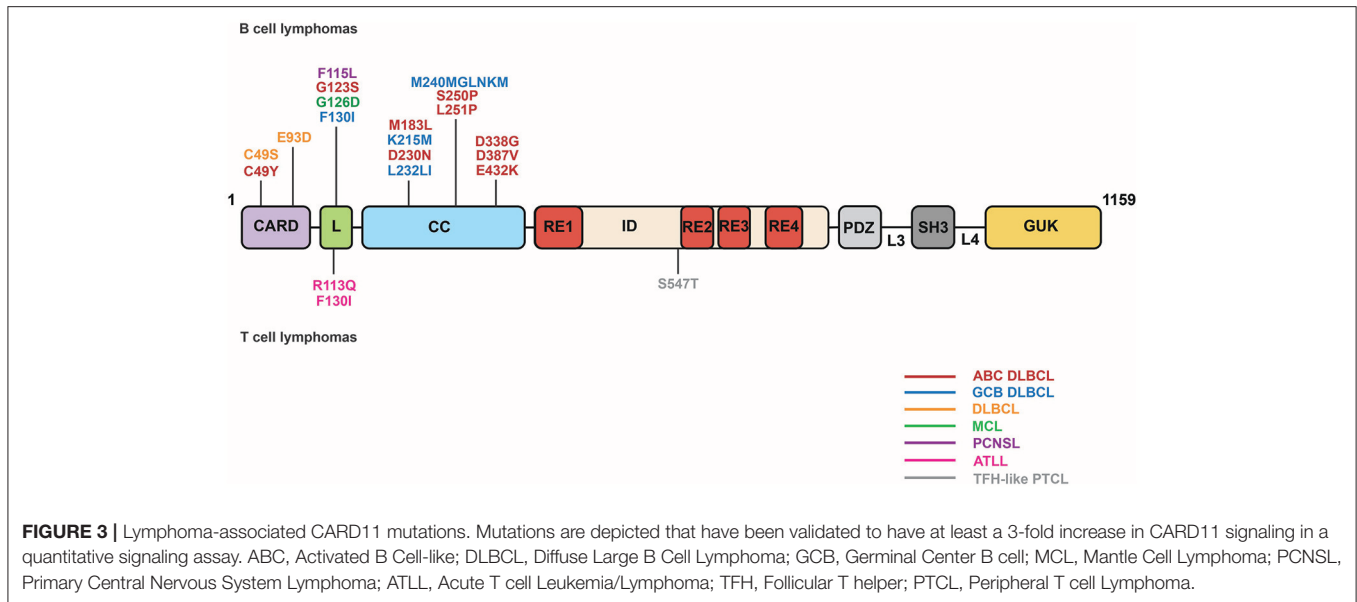 B cell lymphomas
F115L
G123S
G126D
F130I
M240MGLNKM
S250P
L251P
E93D
C49S
C49Y
M183L
K215M
D230N
L232LI
D338G
D387V
E432K
1
1159
CARD
L
CC
RE1
ID
RE2
RE3
RE4
PDZ
L3
SH3
L4
GUK
R113Q
F130I
S547T
T cell lymphomas
ABC DLBCL
GCB DLBCL
DLBCL
MCL
PCNSL
ATLL
TFH-like PTCL
FIGURE 3 | Lymphoma-associated CARD11 mutations. Mutations are depicted that have been validated to have at least a 3-fold increase in CARD11 signaling in a
quantitative signaling assay. ABC, Activated B Cell-like; DLBCL, Diffuse Large B Cell Lymphoma; GCB, Germinal Center B cell; MCL, Mantle Cell Lymphoma; PCNSL,
Primary Central Nervous System Lymphoma; ATLL, Acute T cell Leukemia/Lymphoma; TFH, Follicular T helper; PTCL, Peripheral T cell Lymphoma.